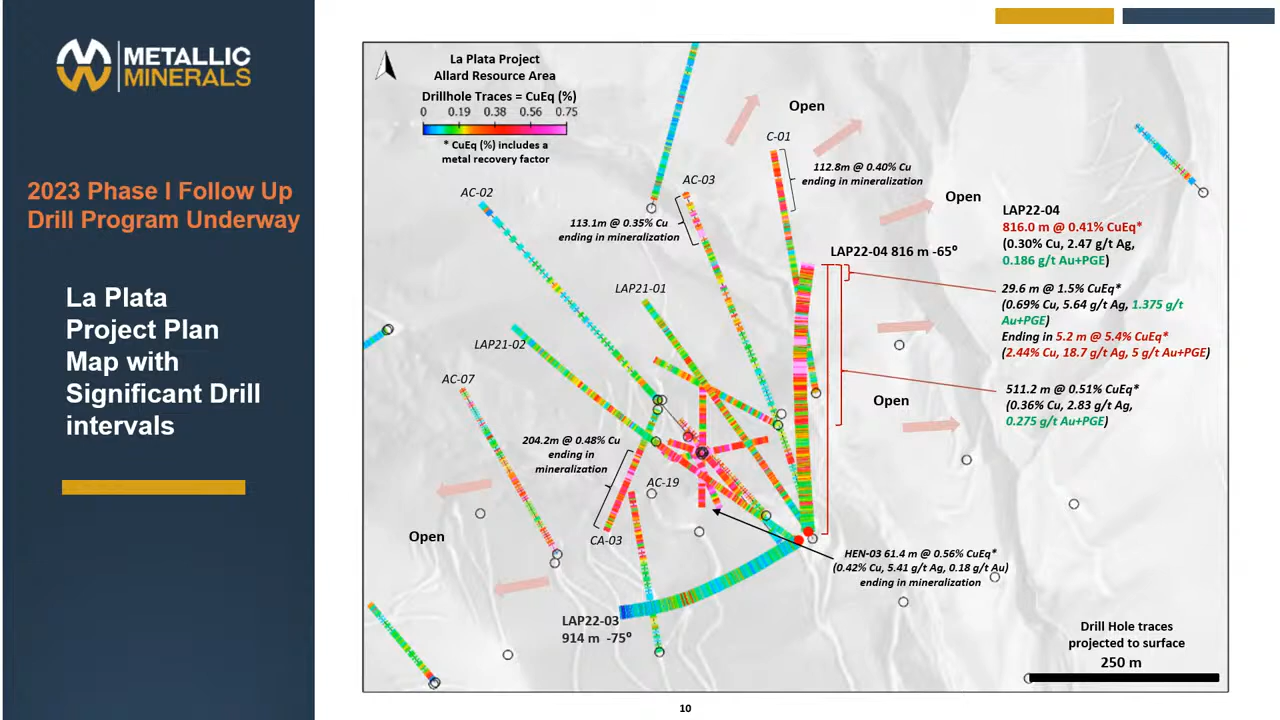 METALLIC
MINERALS
2023 Phase I Follow Up
Drill Program Underway
La Plata
Project Plan
Map with
Significant Drill
intervals
La Plata Project
Allard Resource Area
Drillhole Traces = CuEq (%)
0 0.19 0.38 0.56 0.75
* CuEq (%) includes a
metal recovery factor
Open
C-01
112.8m @ 0.40% Cu
ending in mineralization
AC-03
AC-02
113.1m @ 0.35% Cu
ending in mineralization
Open
LAP22-04
816.0 m @ 0.41% CuEq*
(0.30% Cu, 2.47 g/t Ag,
0.186 g/t Au+PGE)
LAP22-04 816 m -65°
29.6 m @ 1.5% CuEq*
(0.69% Cu, 5.64 g/t Ag, 1.375 g/t
Au+PGE)
Ending in 5.2 m @ 5.4% CuEq*
(2.44% Cu, 18.7 g/t Ag, 5 g/t Au+PGE)
LAP21-01
LAP21-02
AC-07
Open
511.2 m @ 0.51% CuEq*
(0.36% Cu, 2.83 g/t Ag,
0.275 g/t Au+PGE)
204.2m @ 0.48% Cu
ending in
mineralization
AC-19
CA-03
Open
HEN-03 61.4 m @ 0.56% CuEq*
(0.42% Cu, 5.41 g/t Ag, 0.18 g/t Au)
ending in mineralization
LAP22-03
914 m -75°
Drill Hole traces
projected to surface
250 m
10